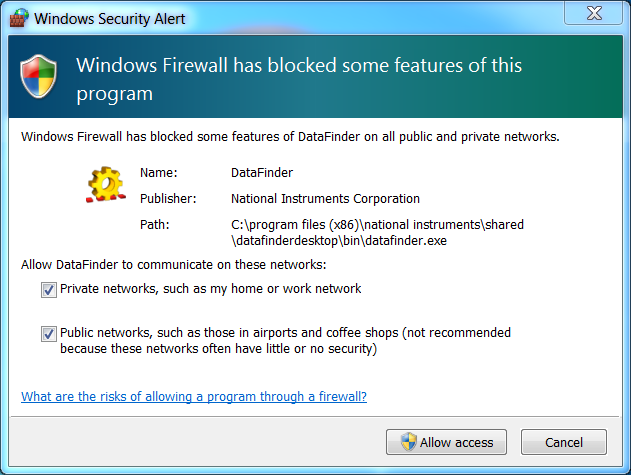 Windows Security Alert
Windows Firewall has blocked some features of this
program
Windows Firewall has blocked some features of DataFinder on all public and private networks.
Name: DataFinder
Publisher: National Instruments Corporation
Path: C:\program files (x86)\national instruments\shared
\datafinderdesktop\bin\datafinder.exe
Allow DataFinder to communicate on these networks:
Private networks, such as my home or work network
Public networks, such as those in airports and coffee shops (not recommended
because these networks often have little or no security)
What are the risks of allowing a program through a firewall?
Allow access Cancel